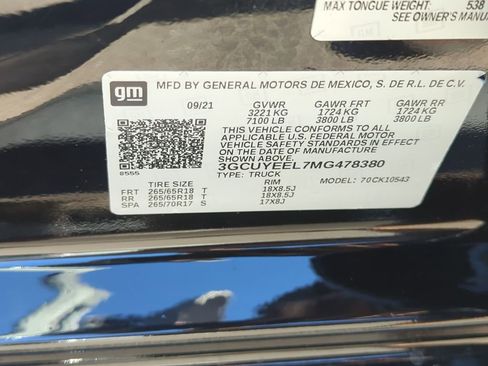 MAX TONGUE WEIGHT: 538
SEE OWNER'S MANU
gm
MFD BY GENERAL MOTORS DE MEXICO, S. DE R.L. DE C.V.
09/21 GVWR GAWR FRT GAWR RR
3221 KG 1724 KG 1724 KG
7100 LB 3800 LB 3800 LB
THIS VEHICLE CONFORMS TO ALL
APPLICABLE U.S. FEDERAL MOTOR
VEHICLE SAFETY STANDARDS IN EFFECT
ON THE DATE OF MANUFACTURE
SHOWN ABOVE.
3GCUYEEL7MG478380
8555 TYPE: TRUCK
MODEL: 70CK10543
TIRE SIZE RIM
FRT 265/65R18 T 18X8.5J
RR 265/65R18 T 18X8.5J
SPA 265/70R17 S 17X8J